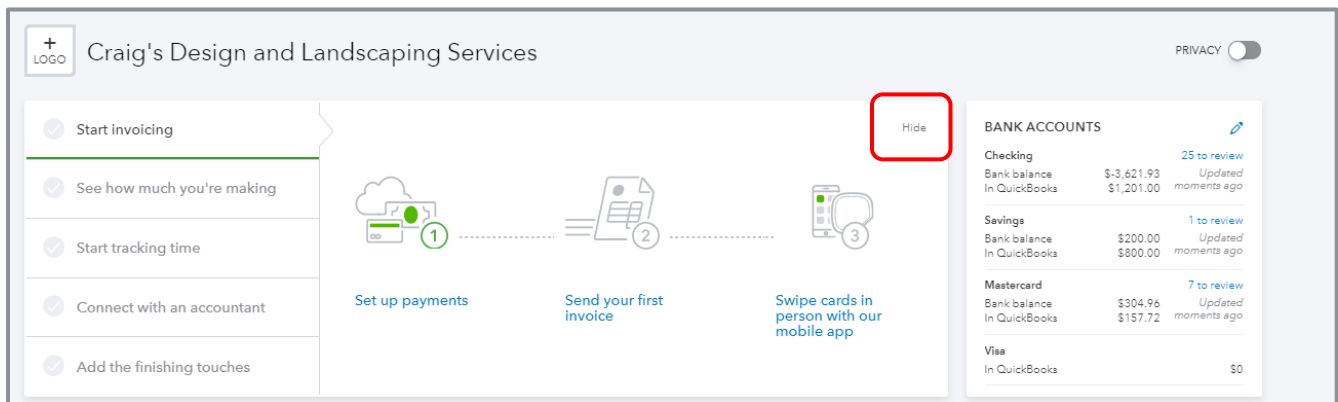 +
LOGO
Craig's Design and Landscaping Services
PRIVACY
Start invoicing
See how much you're making
Start tracking time
Connect with an accountant
Add the finishing touches
Hide
1
2
3
Set up payments
Send your first
invoice
Swipe cards in
person with our
mobile app
BANK ACCOUNTS
Checking 25 to review
Bank balance $-3,621.93 Updated
In QuickBooks $1,201.00 moments ago
Savings 1 to review
Bank balance $200.00 Updated
In QuickBooks $800.00 moments ago
Mastercard 7 to review
Bank balance $304.96 Updated
In QuickBooks $157.72 moments ago
Visa
In QuickBooks $0